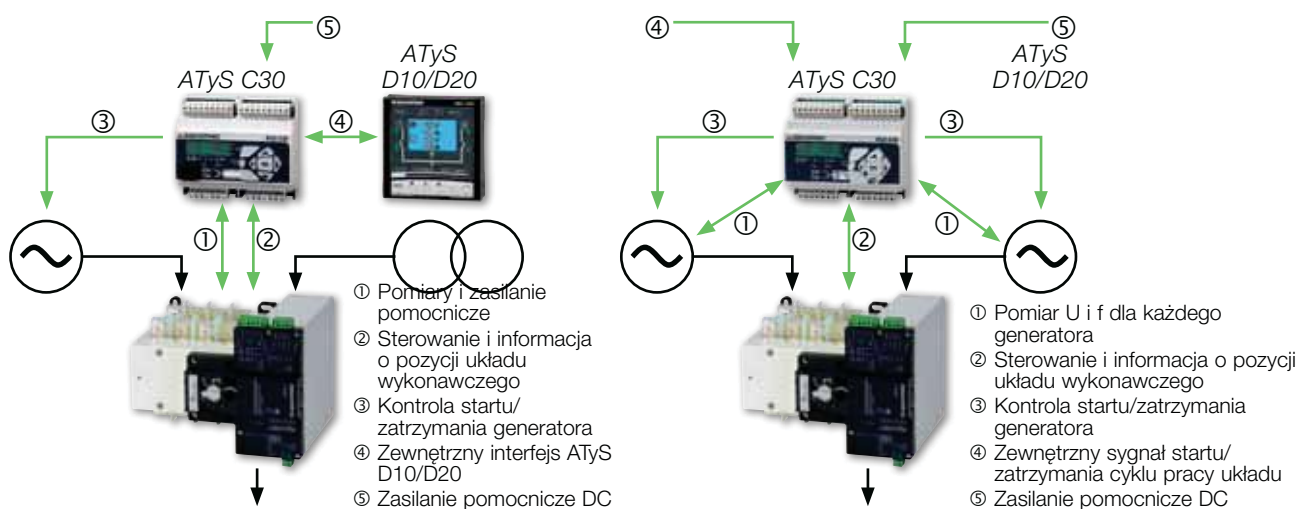 ⑤
ATyS
D10/D20
ATyS C30
③
④
①
②
① Pomiary i zasilanie
pomocnicze
② Sterowanie i informacja
o pozycji układu
wykonawczego
③ Kontrola startu/
zatrzymania generatora
④ Zewnętrzny interfejs ATyS
D10/D20
⑤ Zasilanie pomocnicze DC
④
⑤
ATyS
D10/D20
ATyS C30
③
③
①
①
②
① Pomiar U i f dla każdego
generatora
② Sterowanie i informacja o pozycji
układu wykonawczego
③ Kontrola startu/zatrzymania
generatora
④ Zewnętrzny sygnał startu/
zatrzymania cyklu pracy układu
⑤ Zasilanie pomocnicze DC